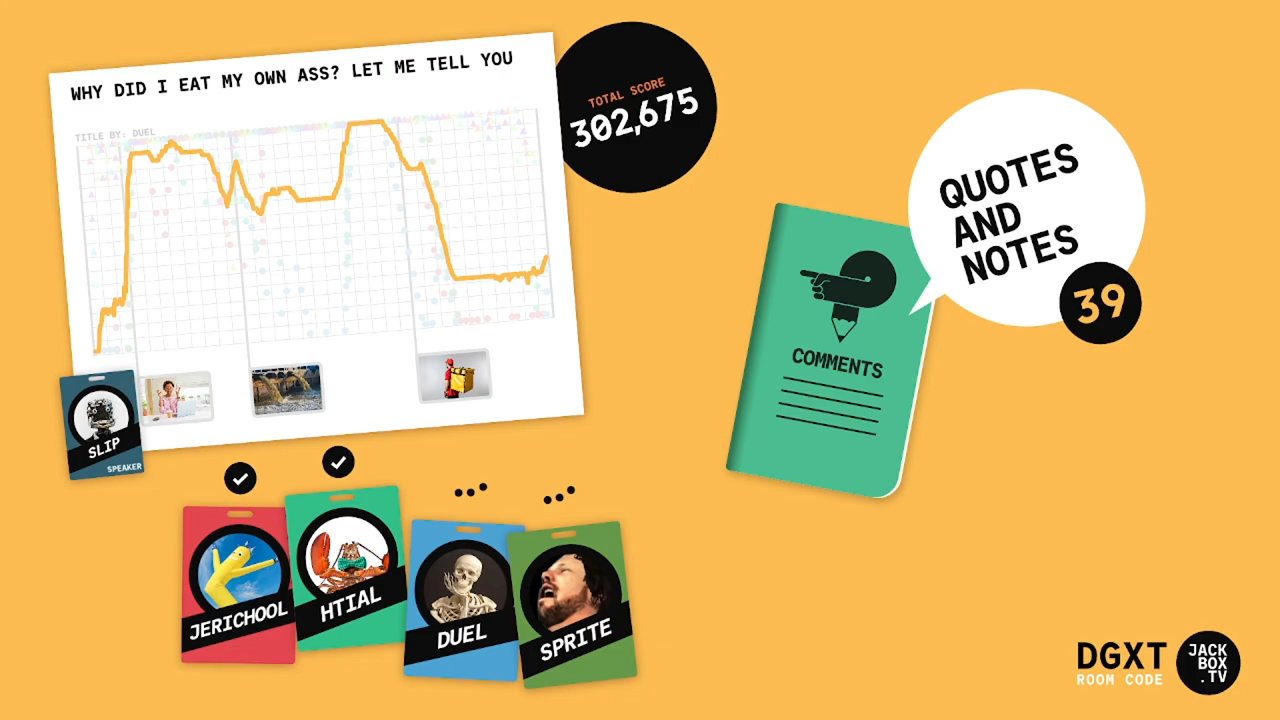 WHY DID I EAT MY OWN ASS? LET ME TELL YOU
TITLE BY: DUEL
TOTAL SCORE
302,675
QUOTES
AND
NOTES
39
COMMENTS
SLIP
SPEAKER
JERICHOOL
HTIAL
DUEL
SPRITE
DGXT
ROOM CODE
JACK
BOX
.TV